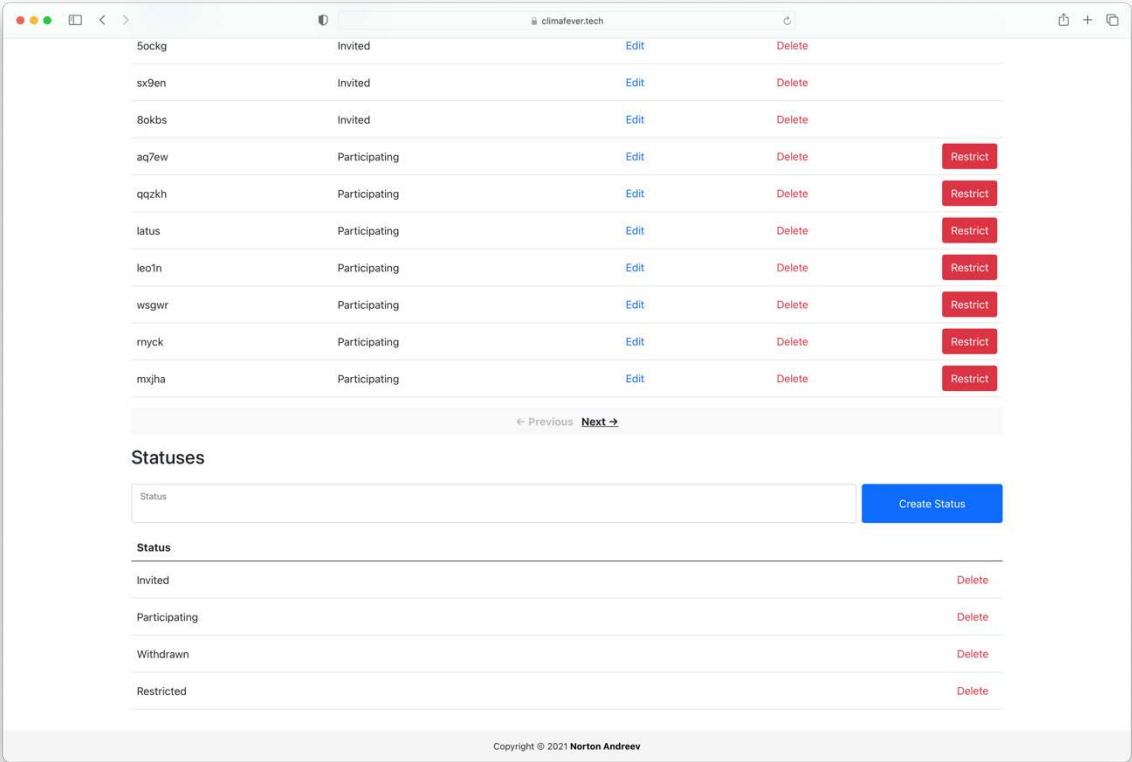 climafever.tech
5ockg Invited Edit Delete
sx9en Invited Edit Delete
8okbs Invited Edit Delete
aq7ew Participating Edit Delete Restrict
qqzkh Participating Edit Delete Restrict
latus Participating Edit Delete Restrict
leo1n Participating Edit Delete Restrict
wsgwr Participating Edit Delete Restrict
rnyck Participating Edit Delete Restrict
mxjha Participating Edit Delete Restrict
← Previous Next →
Statuses
Status
Create Status
Status
Invited Delete
Participating Delete
Withdrawn Delete
Restricted Delete
Copyright © 2021 Norton Andreev